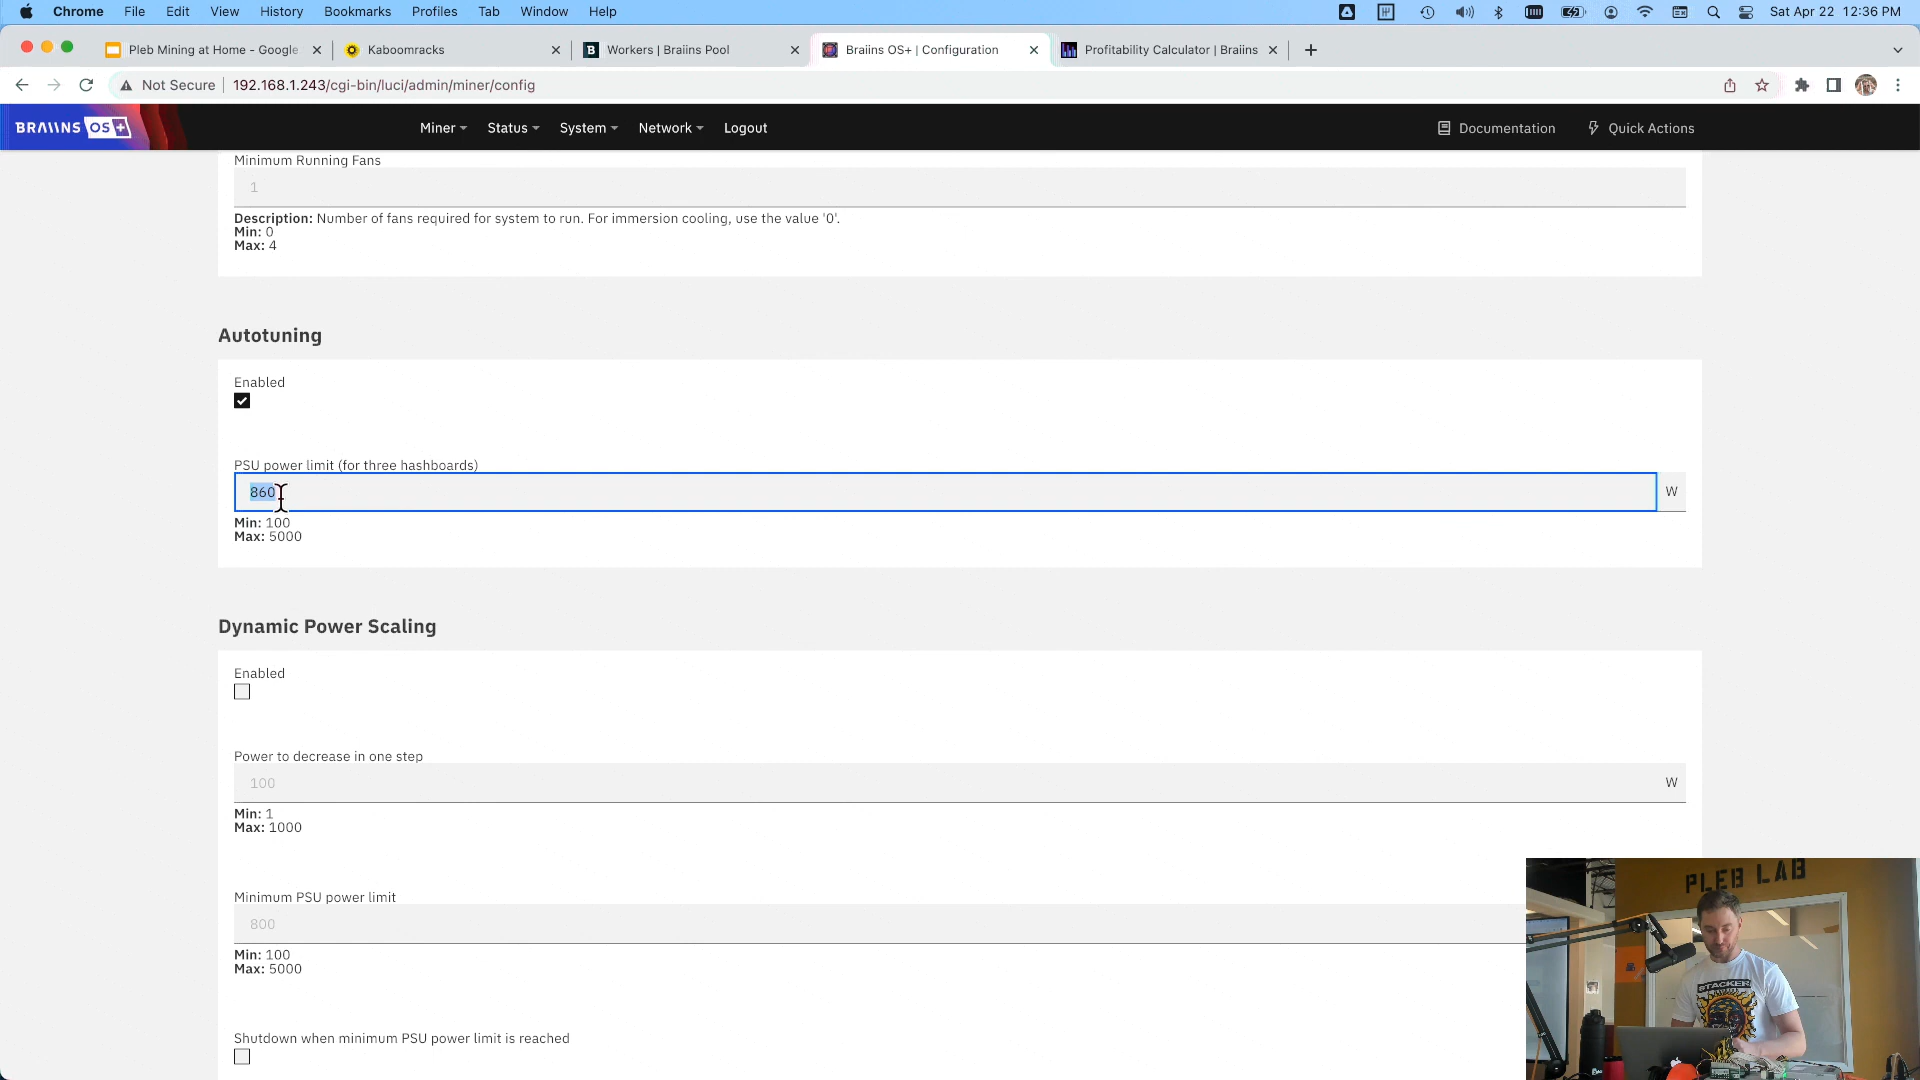 Chrome File Edit View History Bookmarks Profiles Tab Window Help Sat Apr 22 12:36 PM
Pleb Mining at Home - Google Kaboomracks Workers | Braiins Pool Braiins OS+ | Configuration Profitability Calculator | Braiins
Not Secure 192.168.1.243/cgi-bin/luci/admin/miner/config
BRAIINS OS+ Miner Status System Network Logout Documentation Quick Actions
Minimum Running Fans
1
Description: Number of fans required for system to run. For immersion cooling, use the value '0'.
Min: 0
Max: 4
Autotuning
Enabled
PSU power limit (for three hashboards)
860 W
Min: 100
Max: 5000
Dynamic Power Scaling
Enabled
Power to decrease in one step
100 W
Min: 1
Max: 1000
Minimum PSU power limit
800
Min: 100
Max: 5000
Shutdown when minimum PSU power limit is reached
PLEB LAB
STACKER